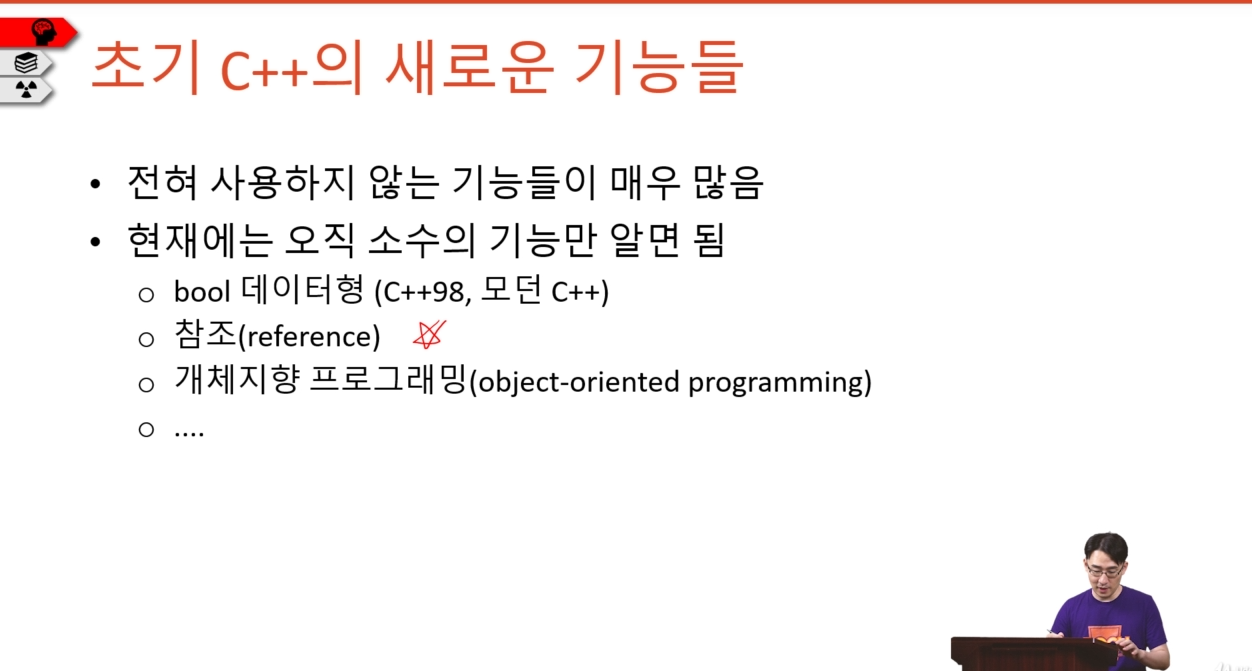 초기 C++의 새로운 기능들
• 전혀 사용하지 않는 기능들이 매우 많음
• 현재에는 오직 소수의 기능만 알면 됨
○ bool 데이터형 (C++98, 모던 C++)
○ 참조(reference)
○ 개체지향 프로그래밍(object-oriented programming)
○ ....